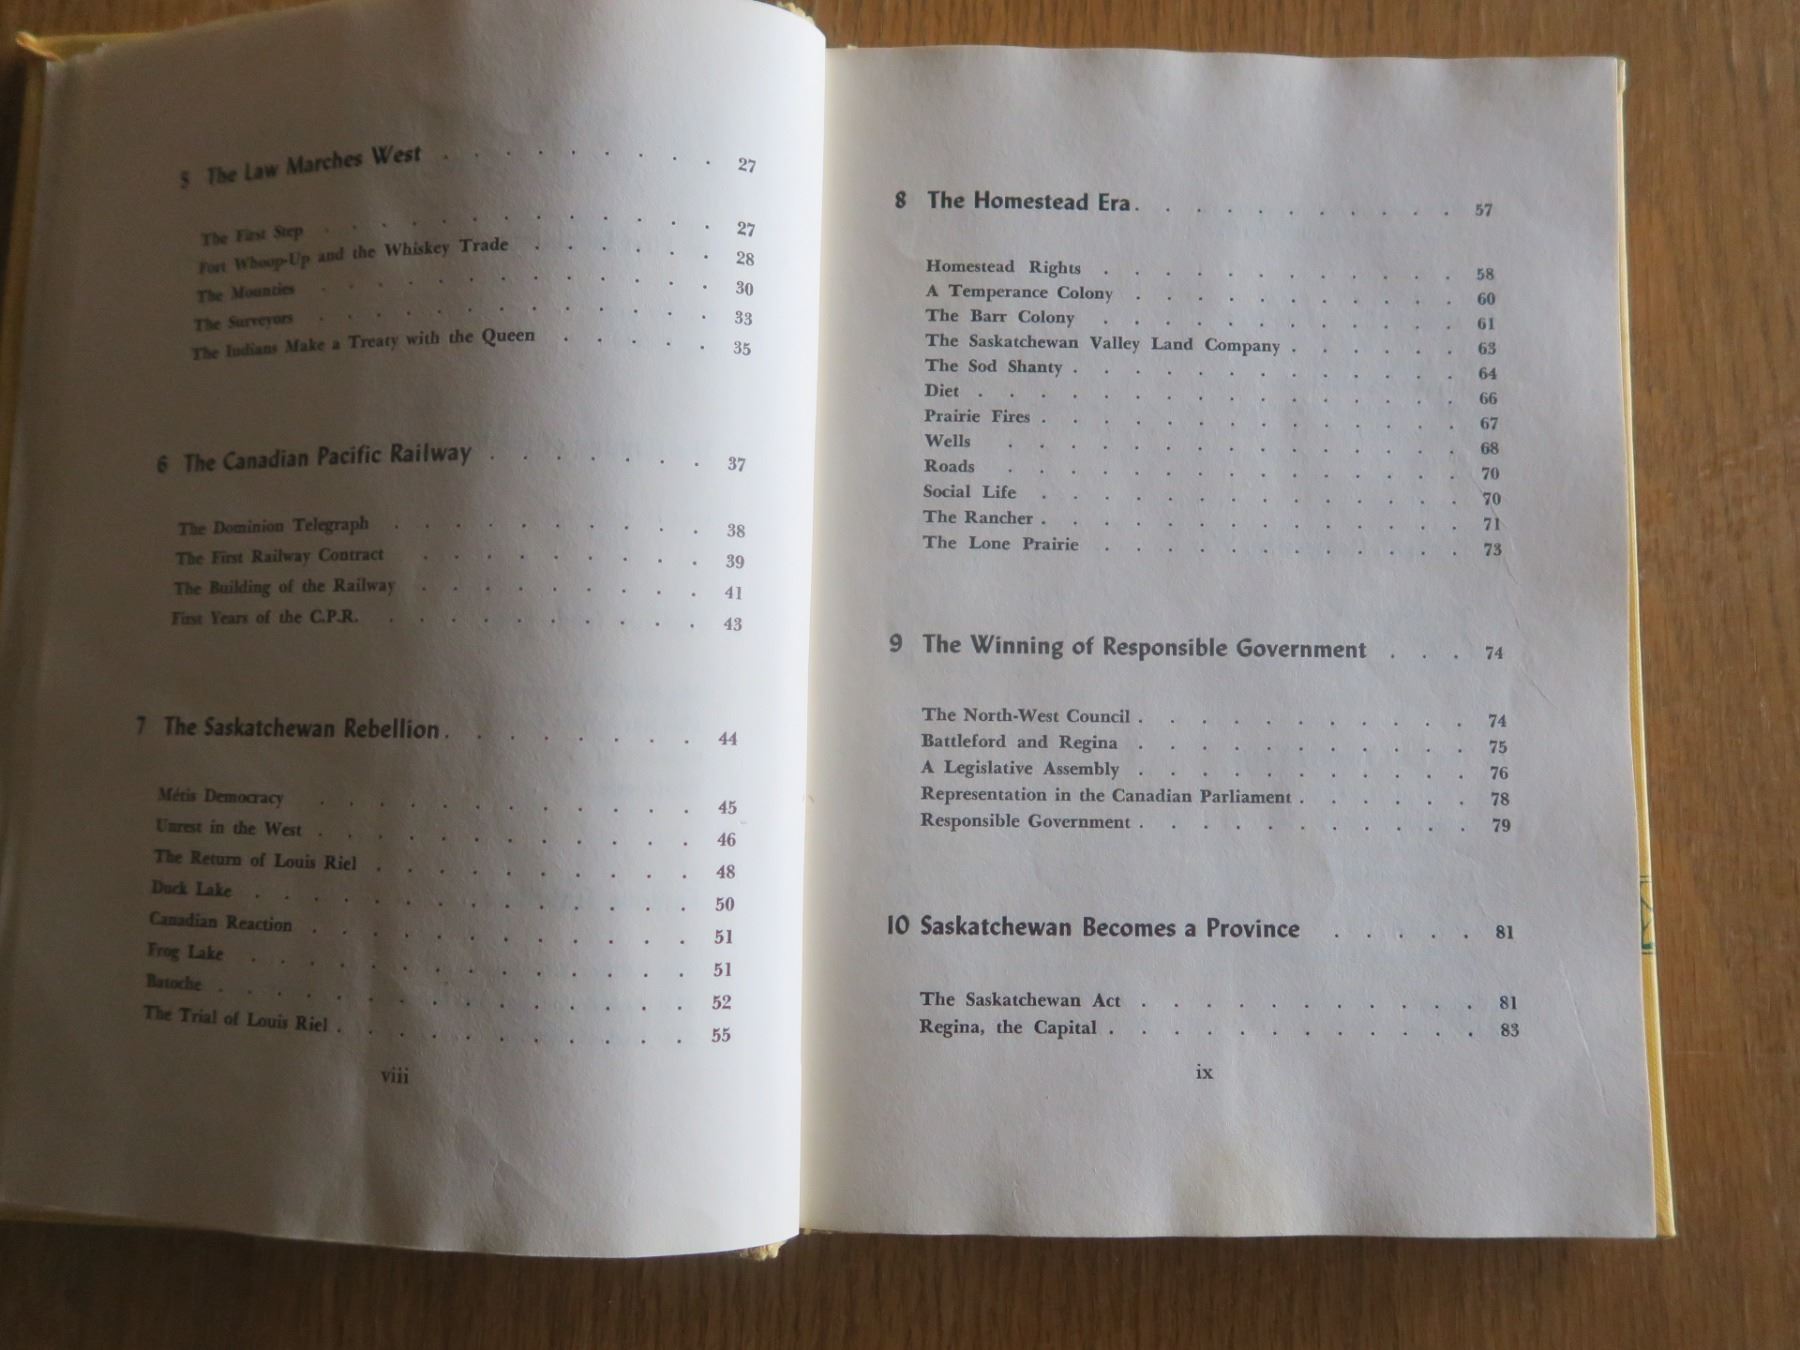 5 The Law Marches West . . . . . . . . . 27
The First Step . . . . . . . . . . . . . 27
Fort Whoop-Up and the Whiskey Trade . . . . . . 28
The Mounties . . . . . . . . . . . . . 30
The Surveyors . . . . . . . . . . . . . 33
The Indians Make a Treaty with the Queen . . . . . 35
6 The Canadian Pacific Railway . . . . . . . 37
The Dominion Telegraph . . . . . . . . . . 38
The First Railway Contract . . . . . . . . . 39
The Building of the Railway . . . . . . . . . 41
First Years of the C.P.R. . . . . . . . . . . 43
7 The Saskatchewan Rebellion . . . . . . . . 44
Métis Democracy . . . . . . . . . . . . 45
Unrest in the West . . . . . . . . . . . . 46
The Return of Louis Riel . . . . . . . . . . 48
Duck Lake . . . . . . . . . . . . . . 50
Canadian Reaction . . . . . . . . . . . . 51
Frog Lake . . . . . . . . . . . . . . 51
Batoche . . . . . . . . . . . . . . . 52
The Trial of Louis Riel . . . . . . . . . . . 55
viii
8 The Homestead Era . . . . . . . . . . . 57
Homestead Rights . . . . . . . . . . . . 58
A Temperance Colony . . . . . . . . . . . 60
The Barr Colony . . . . . . . . . . . . 61
The Saskatchewan Valley Land Company . . . . . . 63
The Sod Shanty . . . . . . . . . . . . . 64
Diet . . . . . . . . . . . . . . . . 66
Prairie Fires . . . . . . . . . . . . . . 67
Wells . . . . . . . . . . . . . . . 68
Roads . . . . . . . . . . . . . . . 70
Social Life . . . . . . . . . . . . . . 70
The Rancher . . . . . . . . . . . . . . 71
The Lone Prairie . . . . . . . . . . . . 73
9 The Winning of Responsible Government . . . 74
The North-West Council . . . . . . . . . . . 74
Battleford and Regina . . . . . . . . . . . 75
A Legislative Assembly . . . . . . . . . . . 76
Representation in the Canadian Parliament . . . . . . 78
Responsible Government . . . . . . . . . . . 79
10 Saskatchewan Becomes a Province . . . . . 81
The Saskatchewan Act . . . . . . . . . . . 81
Regina, the Capital . . . . . . . . . . . . 83
ix